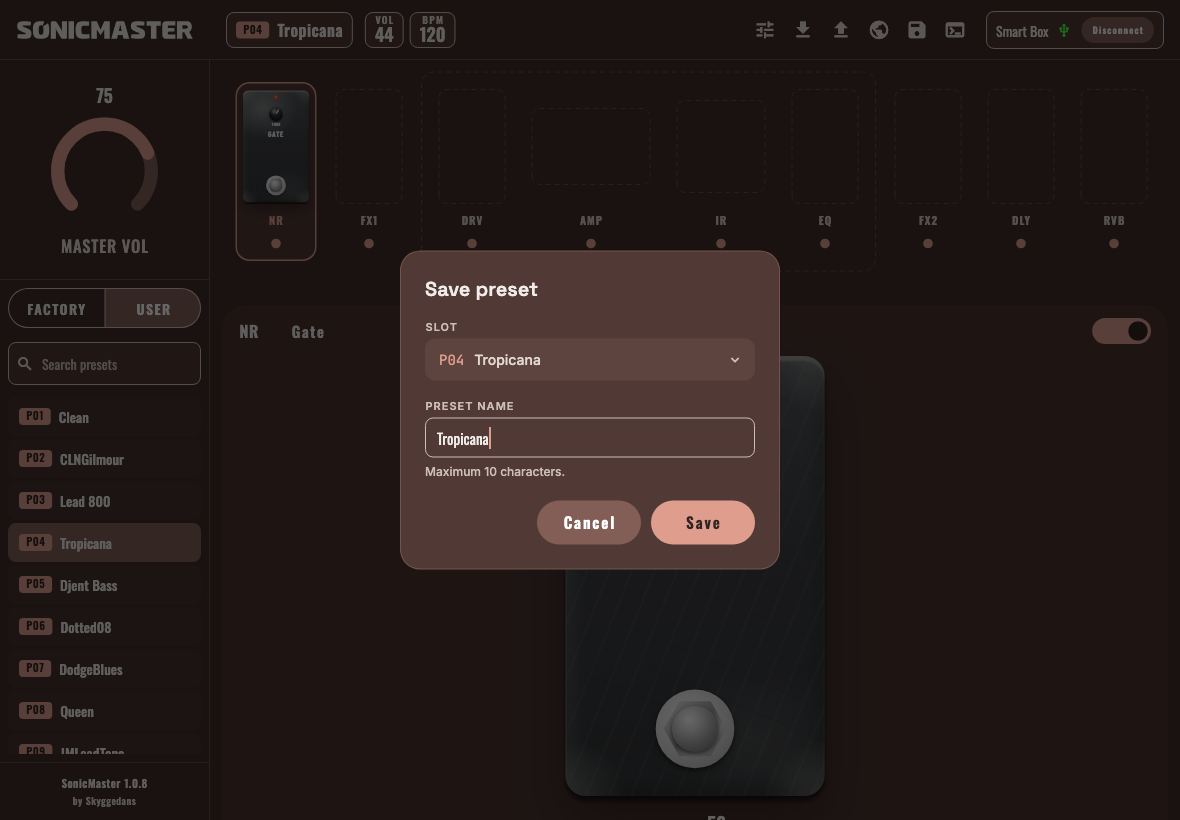 SONICMASTER
P04 Tropicana
VOL
44
BPM
120
Smart Box
Disconnect
75
MASTER VOL
FACTORY
USER
Search presets
P01 Clean
P02 CLNGilmour
P03 Lead 800
P04 Tropicana
P05 Djent Bass
P06 Dotted08
P07 DodgeBlues
P08 Queen
P09 JMLeadTone
SonicMaster 1.0.8
by Skyggedans
GATE
NR
FX1
DRV
AMP
IR
EQ
FX2
DLY
RVB
NR Gate
Save preset
SLOT
P04 Tropicana
PRESET NAME
Tropicana
Maximum 10 characters.
Cancel
Save